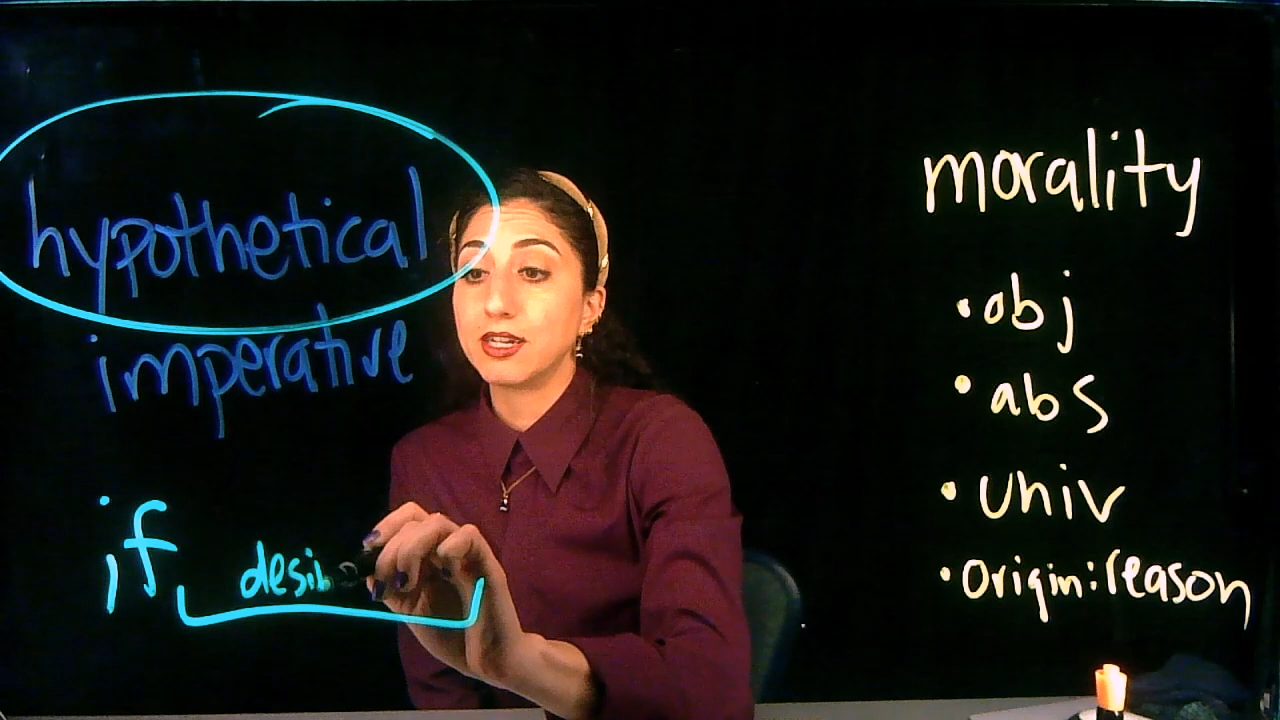 hypothetical
imperative
if
morality
• obj
• abs
• univ
• origin: reason